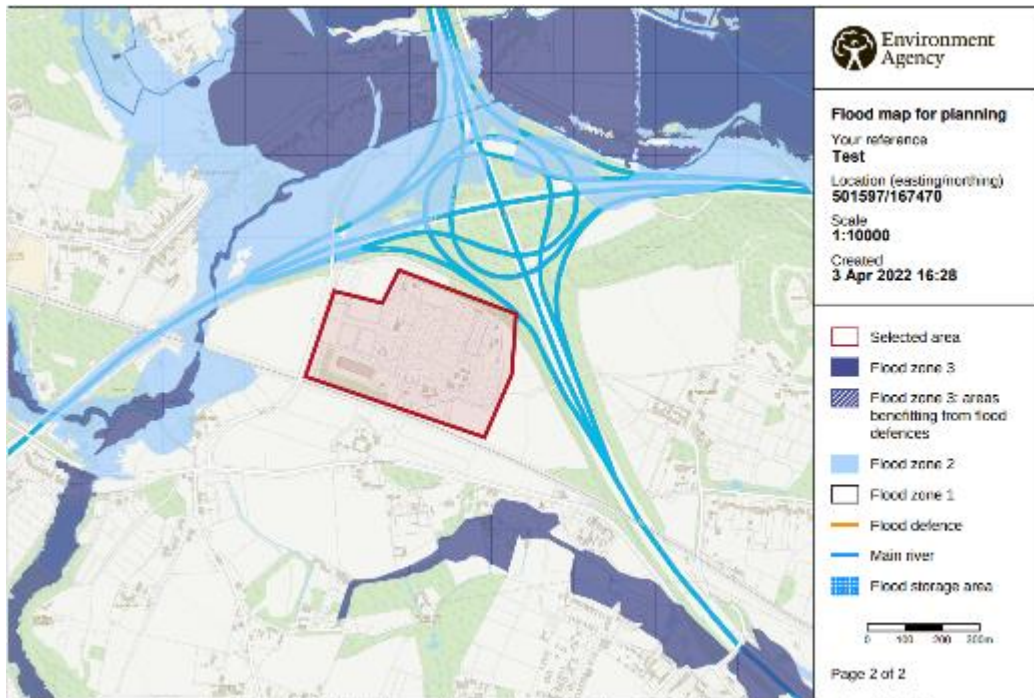 Environment
Agency
Flood map for planning
Your reference
Test
Location (easting/northing)
501597/167470
Scale
1:10000
Created
3 Apr 2022 16:28
Selected area
Flood zone 3
Flood zone 3: areas
benefitting from flood
defences
Flood zone 2
Flood zone 1
Flood defence
Main river
Flood storage area
0 100 200 300m
Page 2 of 2